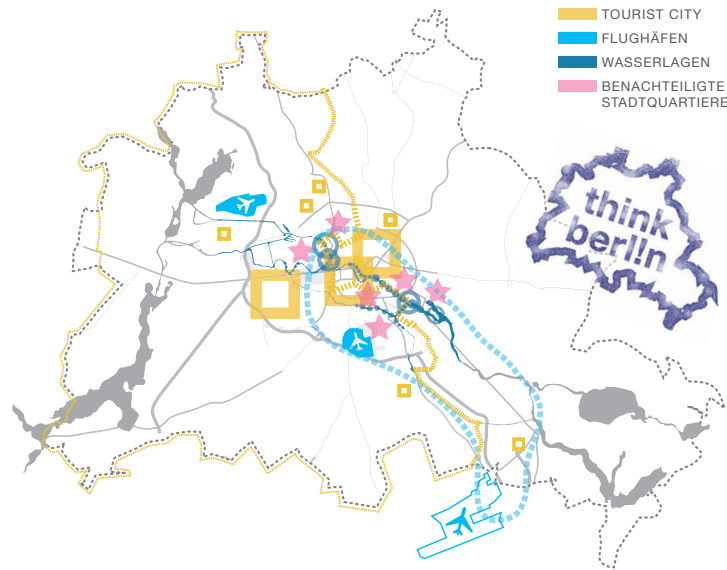 TOURIST CITY
FLUGHÄFEN
WASSERLAGEN
BENACHTEILIGTE
STADTQUARTIERE
think
berl!n